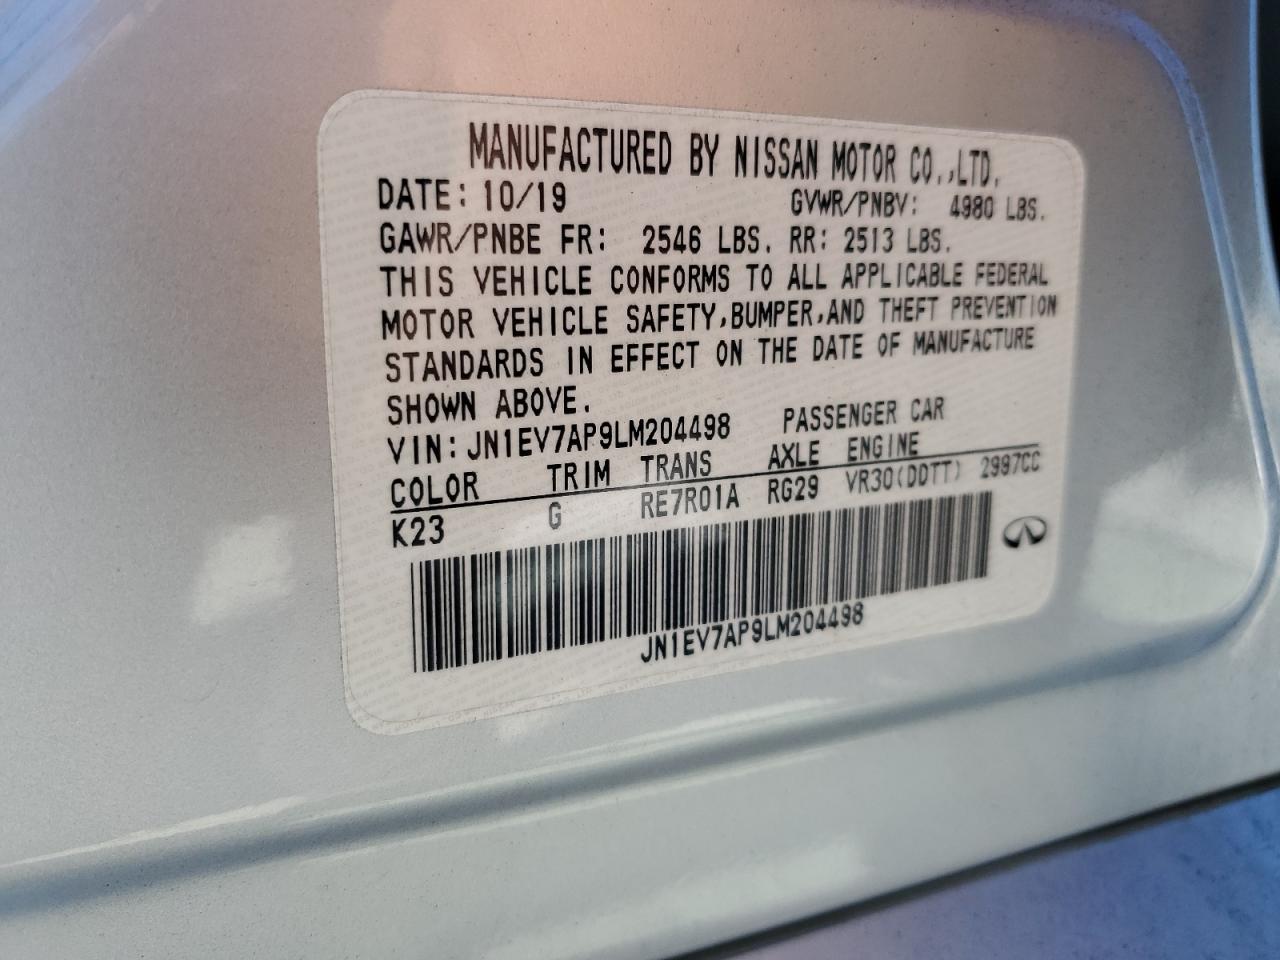 MANUFACTURED BY NISSAN MOTOR CO.,LTD.
DATE: 10/19 GVWR/PNBV: 4980 LBS.
GAWR/PNBE FR: 2546 LBS. RR: 2513 LBS.
THIS VEHICLE CONFORMS TO ALL APPLICABLE FEDERAL
MOTOR VEHICLE SAFETY,BUMPER,AND THEFT PREVENTION
STANDARDS IN EFFECT ON THE DATE OF MANUFACTURE
SHOWN ABOVE.
VIN:JN1EV7AP9LM204498 PASSENGER CAR
COLOR TRIM TRANS AXLE ENGINE
K23 G RE7R01A RG29 VR30(DDTT) 2997CC
JN1EV7AP9LM204498